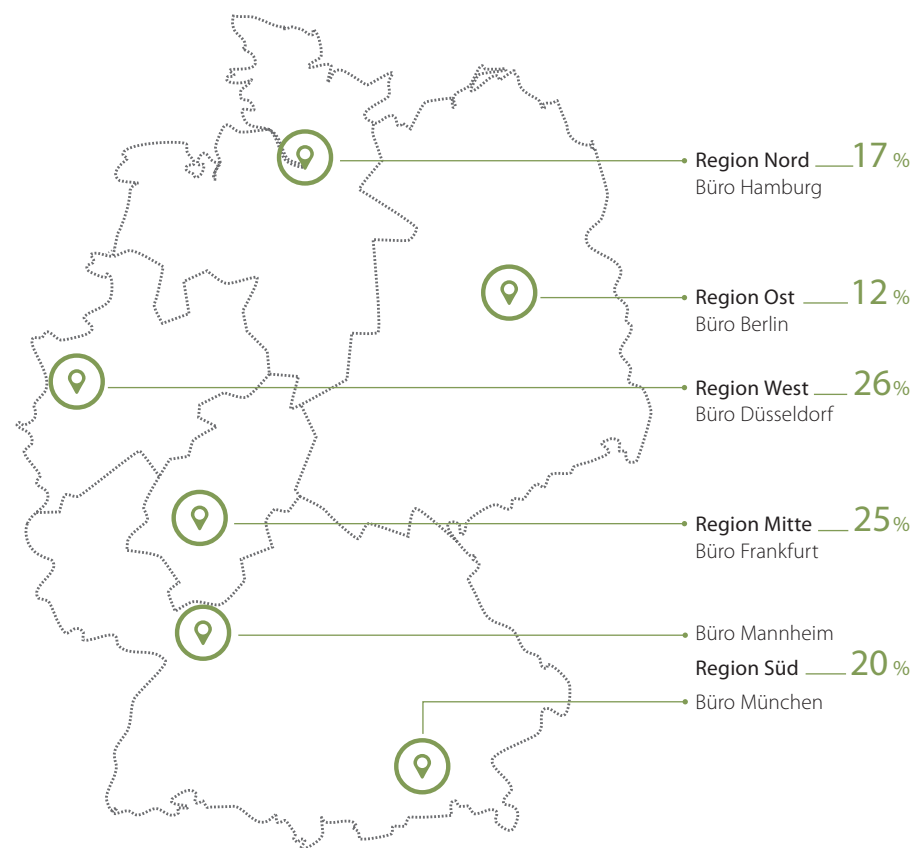 Region Nord 17 %
Büro Hamburg
Region Ost 12 %
Büro Berlin
Region West 26 %
Büro Düsseldorf
Region Mitte 25 %
Büro Frankfurt
Büro Mannheim
Region Süd 20 %
Büro München